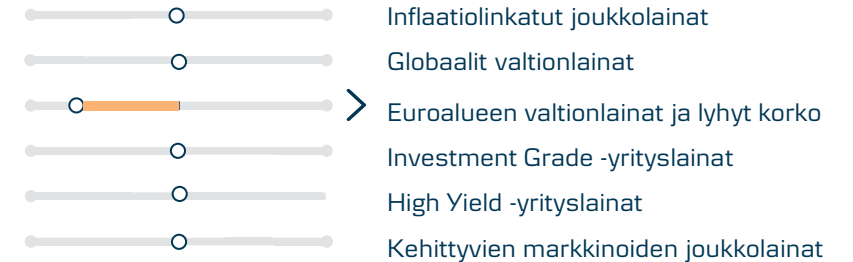 Inflaatiolinkatut joukkolainat
Globaalit valtionlainat
Euroalueen valtionlainat ja lyhyt korko
Investment Grade -yrityslainat
High Yield -yrityslainat
Kehittyvien markkinoiden joukkolainat